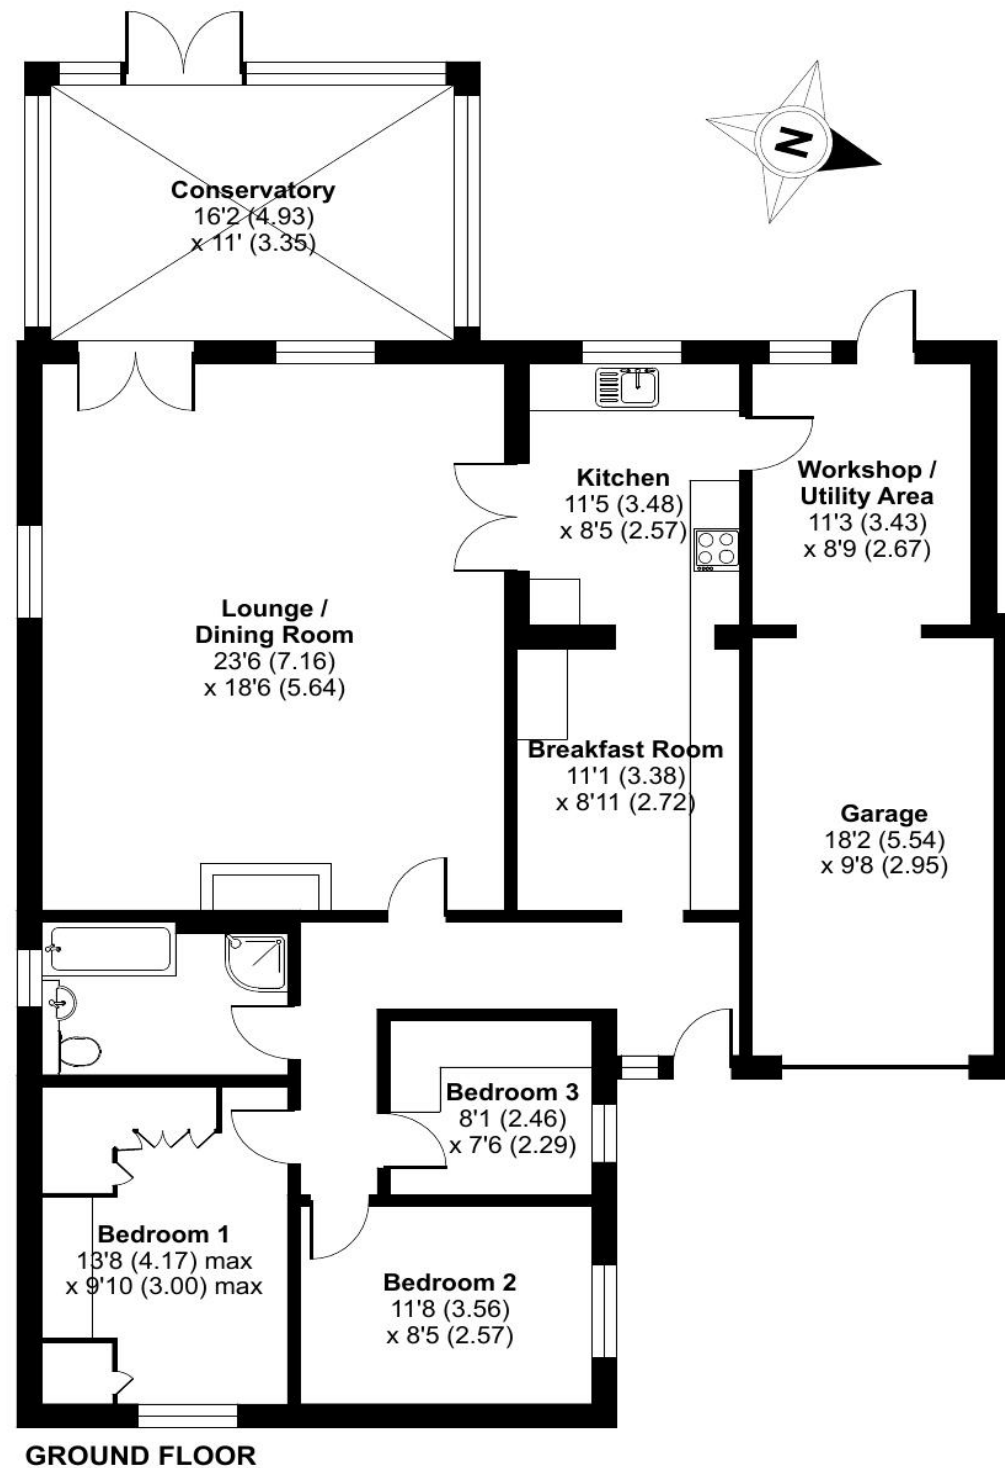 Conservatory
16'2 (4.93)
x 11' (3.35)
N
Kitchen
11'5 (3.48)
x 8'5 (2.57)
Workshop /
Utility Area
11'3 (3.43)
x 8'9 (2.67)
Lounge /
Dining Room
23'6 (7.16)
x 18'6 (5.64)
Breakfast Room
11'1 (3.38)
x 8'11 (2.72)
Garage
18'2 (5.54)
x 9'8 (2.95)
Bedroom 3
8'1 (2.46)
x 7'6 (2.29)
Bedroom 1
13'8 (4.17) max
x 9'10 (3.00) max
Bedroom 2
11'8 (3.56)
x 8'5 (2.57)
GROUND FLOOR